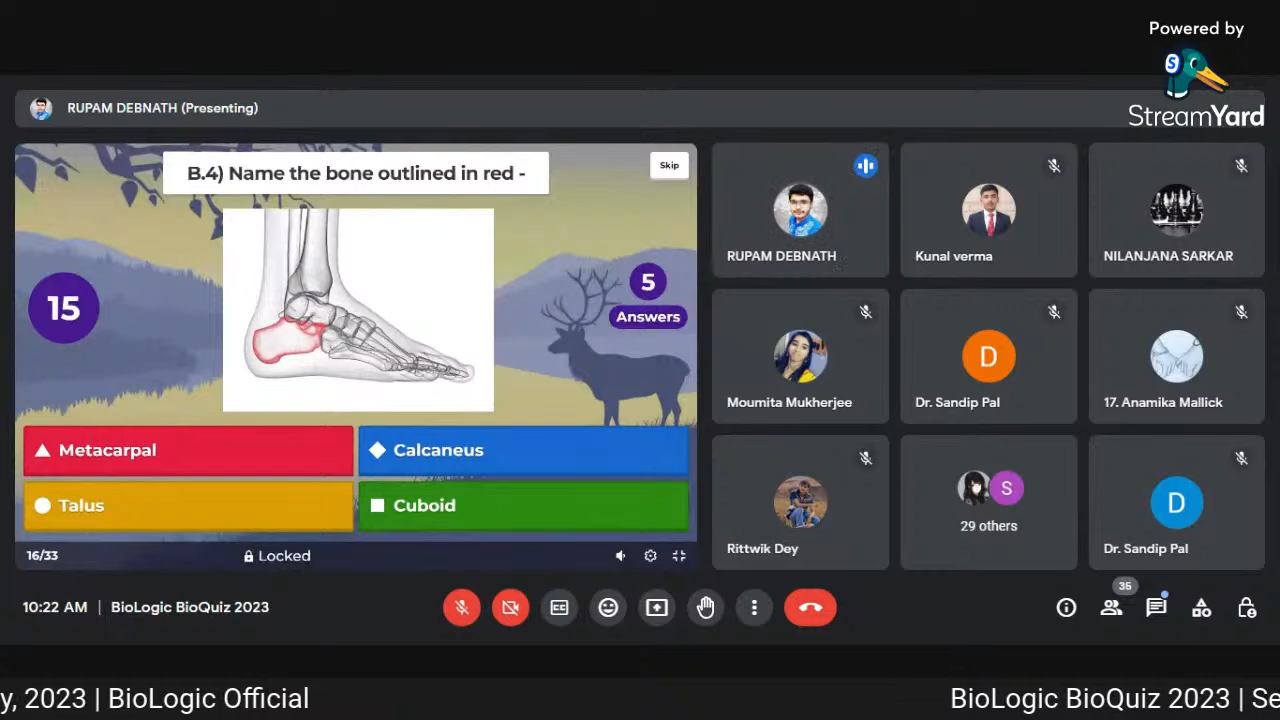 Powered by
S
StreamYard
RUPAM DEBNATH (Presenting)
B.4) Name the bone outlined in red -
Skip
15
5
Answers
Metacarpal
Calcaneus
Talus
Cuboid
16/33
Locked
RUPAM DEBNATH
Kunal verma
NILANJANA SARKAR
Moumita Mukherjee
D
Dr. Sandip Pal
17. Anamika Mallick
Rittwik Dey
S
29 others
D
Dr. Sandip Pal
10:22 AM | BioLogic BioQuiz 2023
CC
35
y, 2023 | BioLogic Official
BioLogic BioQuiz 2023 | Se